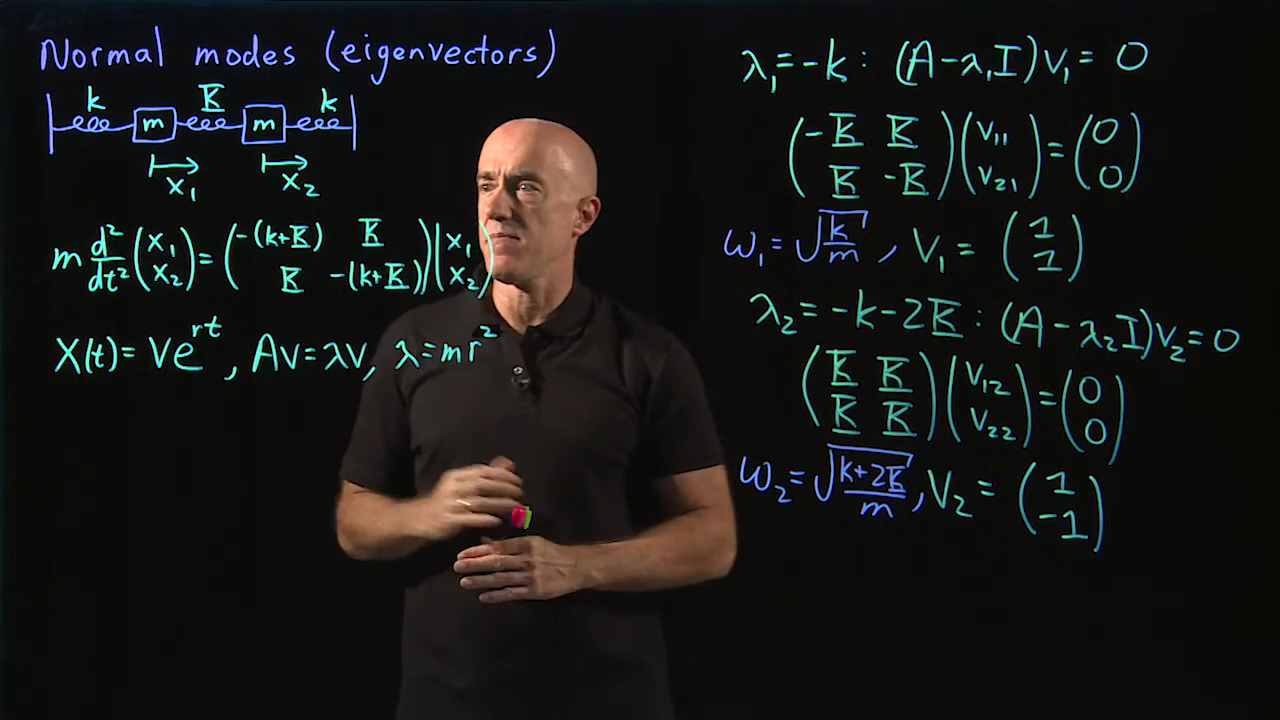 Normal modes (eigenvectors)
k K k
m m
x₁ x₂
m d²/dt² (x₁ x₂) = (-(k+K) K K -(k+K)) (x₁ x₂)
X(t) = Ve^rt, Av = λv, λ = mr²
λ₁ = -k : (A-λ₁I)v₁ = 0
(-K K K -K) (v₁₁ v₂₁) = (0 0)
ω₁ = √k/m, V₁ = (1 1)
λ₂ = -k-2K : (A-λ₂I)v₂ = 0
(K K K K) (v₁₂ v₂₂) = (0 0)
ω₂ = √k+2K/m, V₂ = (1 -1)